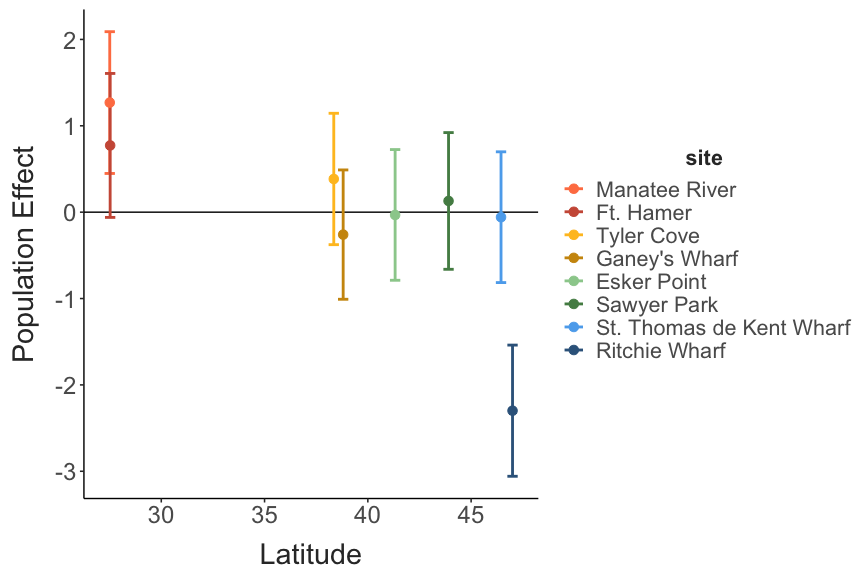 2
1
0
-1
-2
-3
Population Effect
30 35 40 45
Latitude
site
Manatee River
Ft. Hamer
Tyler Cove
Ganey's Wharf
Esker Point
Sawyer Park
St. Thomas de Kent Wharf
Ritchie Wharf